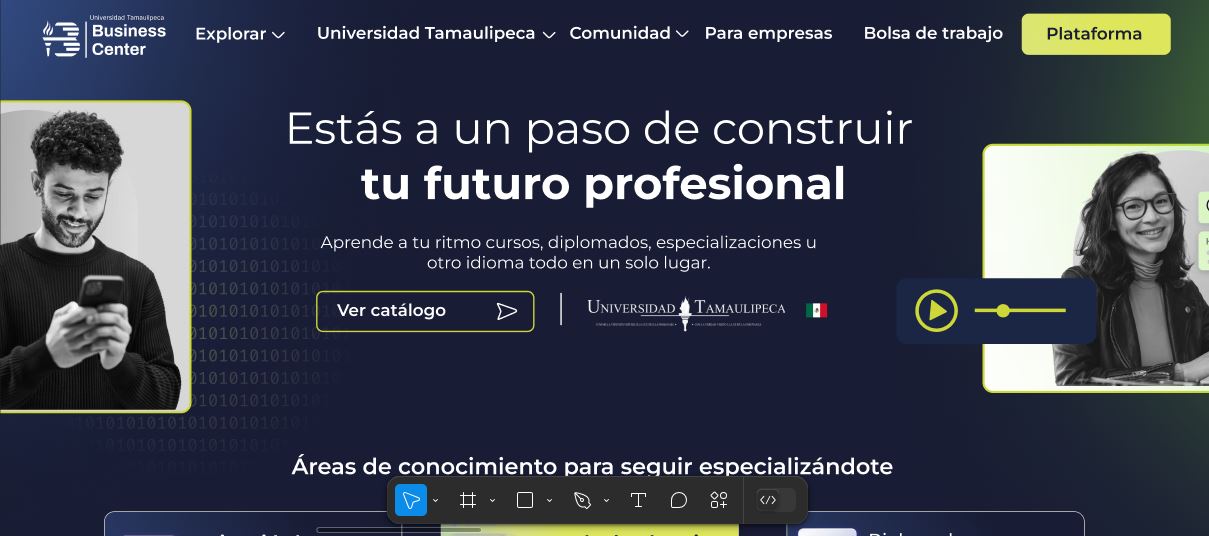 Universidad Tamaulipeca
Business
Center
Explorar
Universidad Tamaulipeca
Comunidad
Para empresas
Bolsa de trabajo
Plataforma
Estás a un paso de construir
tu futuro profesional
Aprende a tu ritmo cursos, diplomados, especializaciones u
otro idioma todo en un solo lugar.
Ver catálogo
UNIVERSIDAD TAMAULIPECA
Áreas de conocimiento para seguir especializándote